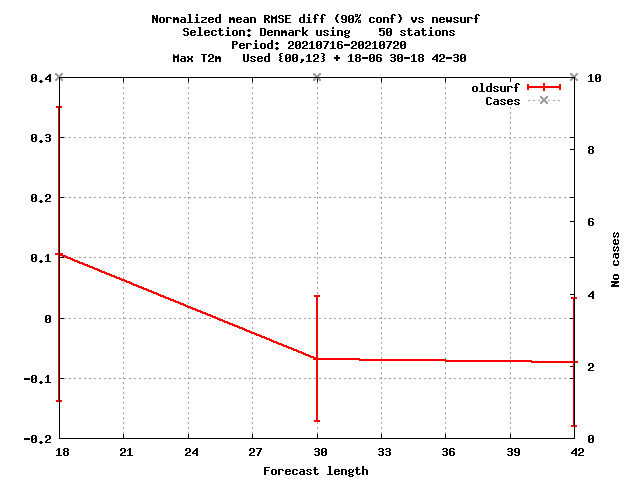 Normalized mean RMSE diff (90% conf) vs newsurf
Selection: Denmark using    50 stations
Period: 20210716-20210720
Max T2m   Used {00,12} + 18-06 30-18 42-30
oldsurf
Cases
0.4
0.3
0.2
0.1
0
-0.1
-0.2
10
8
6
4
2
0
No cases
18 21 24 27 30 33 36 39 42
Forecast length